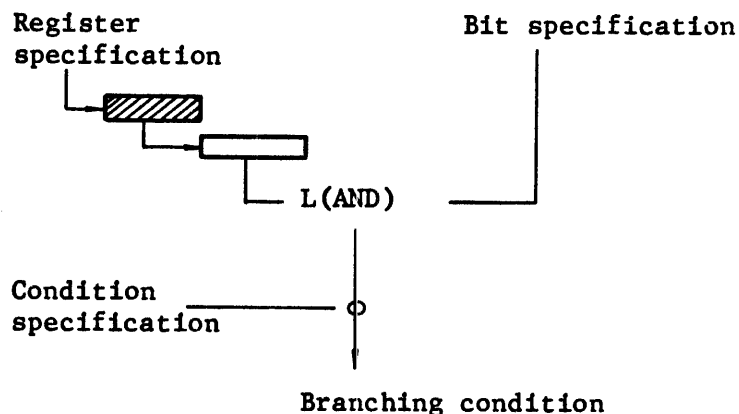 Register
specification
Bit specification
L(AND)
Condition
specification
Branching condition